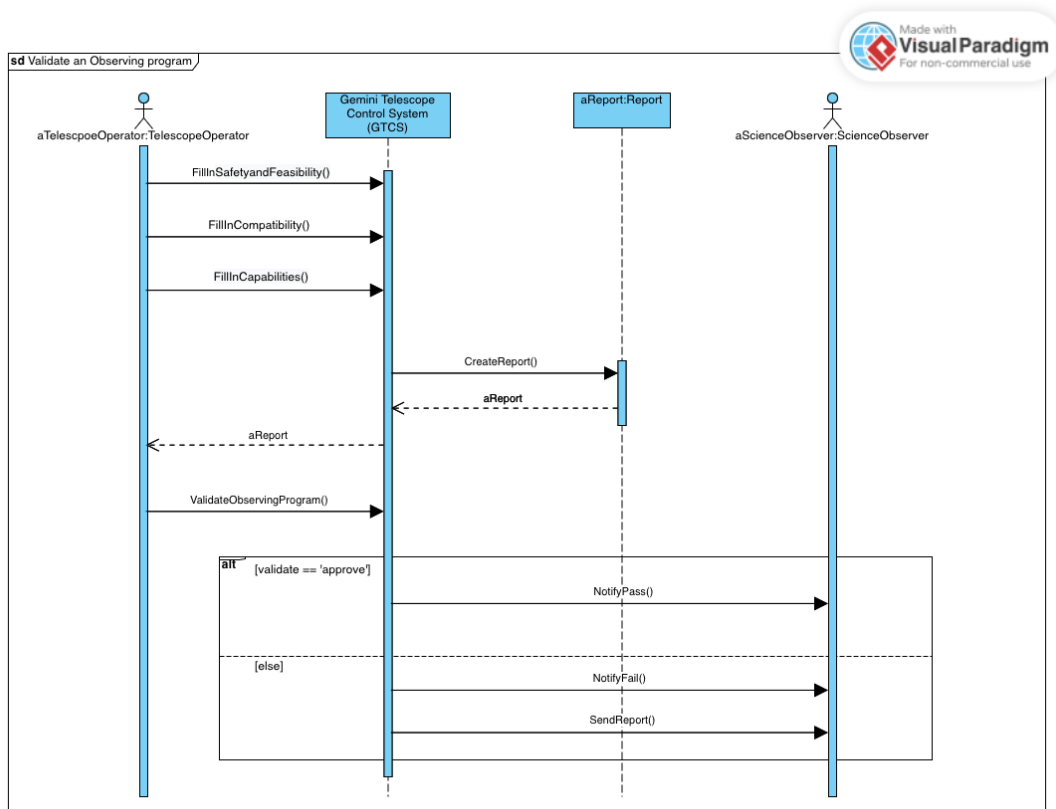 Made with
Visual Paradigm
For non-commercial use
sd Validate an Observing program
aTelescpoeOperator:TelescopeOperator
Gemini Telescope
Control System
(GTCS)
aReport:Report
aScienceObserver:ScienceObserver
FillInSafetyandFeasibility()
FillInCompatibility()
FillInCapabilities()
CreateReport()
aReport
aReport
ValidateObservingProgram()
alt
[validate == 'approve']
NotifyPass()
[else]
NotifyFail()
SendReport()